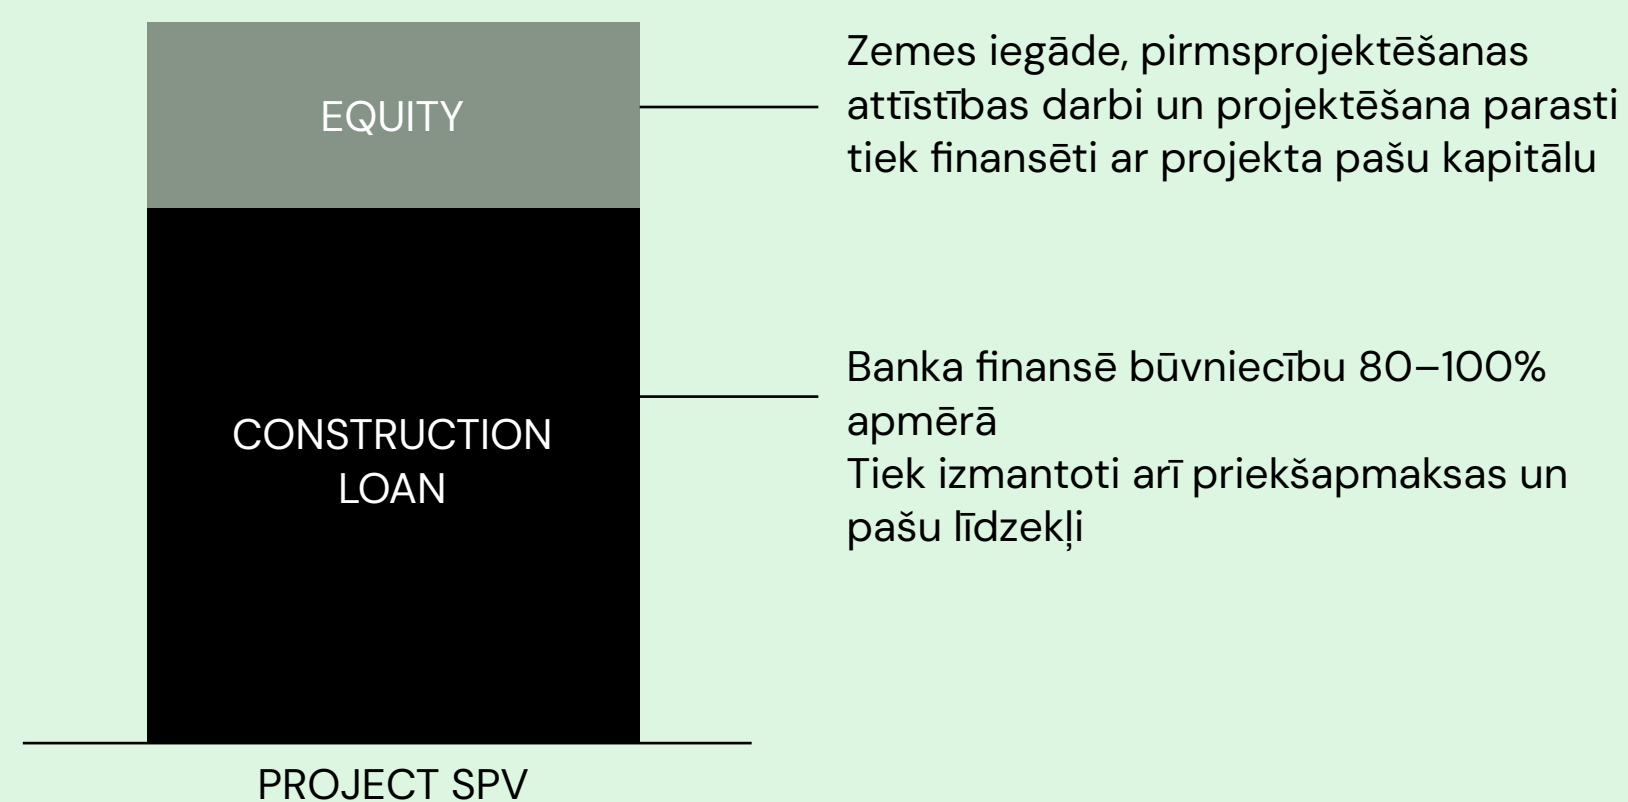 EQUITY
Zemes iegāde, pirmsprojektēšanas
attīstības darbi un projektēšana parasti
tiek finansēti ar projekta pašu kapitālu
CONSTRUCTION
LOAN
Banka finansē būvniecību 80–100%
apmērā
Tiek izmantoti arī priekšapmaksas un
pašu līdzekļi
PROJECT SPV